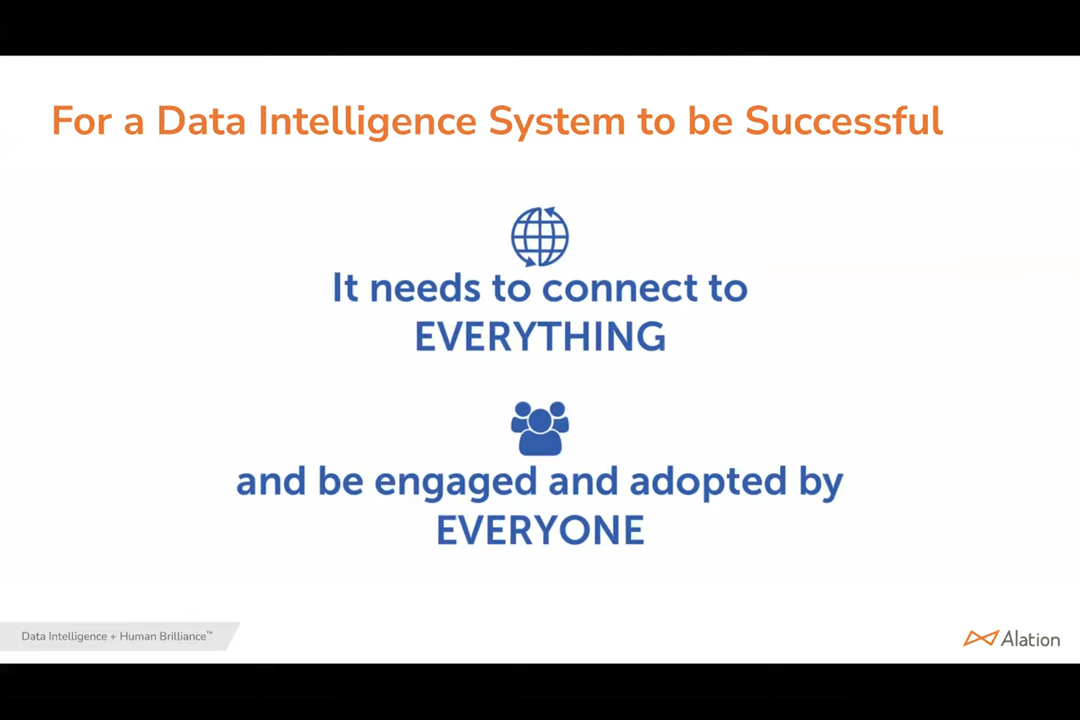 For a Data Intelligence System to be Successful
It needs to connect to
EVERYTHING
and be engaged and adopted by
EVERYONE
Data Intelligence + Human Brilliance™
Alation